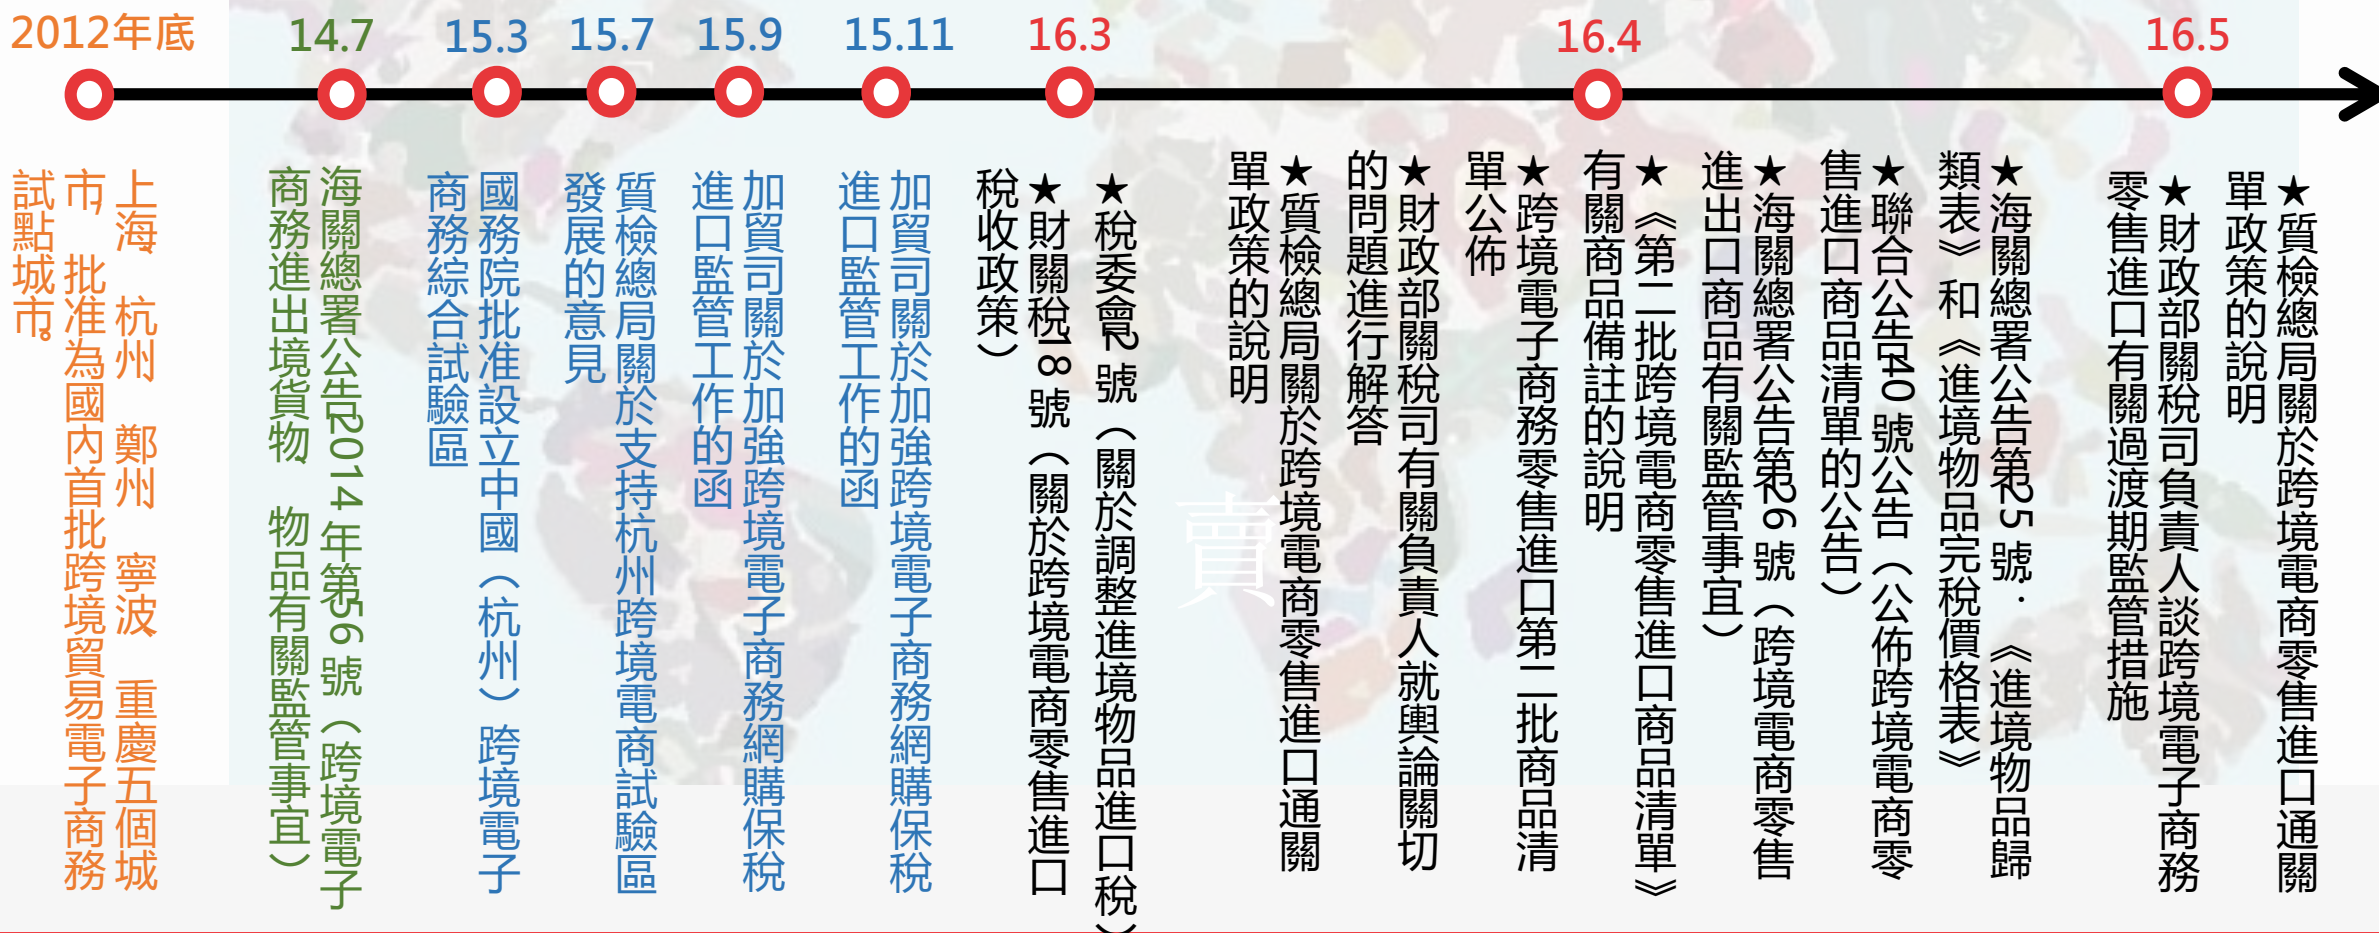 2012年底
14.7
15.3
15.7
15.9
15.11
16.3
16.4
16.5
上海、杭州、鄭州、寧波、重慶五個城
市，批准為國內首批跨境貿易電子商務
試點城市。
海關總署公告2014年第56號（跨境電子
商務進出境貨物、物品有關監管事宜）
國務院批准設立中國（杭州）跨境電子
商務綜合試驗區
質檢總局關於支持杭州跨境電商試驗區
發展的意見
加貿司關於加強跨境電子商務網購保稅
進口監管工作的函
加貿司關於加強跨境電子商務網購保稅
進口監管工作的函
★稅委會2號（關於調整進境物品進口稅）
★財關稅18號（關於跨境電商零售進口
稅收政策）
★海關總署公告第25號：《進境物品歸
類表》和《進境物品完稅價格表》
★聯合公告40號公告（公佈跨境電商零
售進口商品清單的公告）
★海關總署公告第26號（跨境電商零售
進出口商品有關監管事宜）
★《第二批跨境電商零售進口商品清單》
有關商品備註的說明
★跨境電子商務零售進口第二批商品清
單公佈
★財政部關稅司有關負責人就輿論關切
的問題進行解答
★質檢總局關於跨境電商零售進口通關
單政策的說明
★質檢總局關於跨境電商零售進口通關
單政策的說明
★財政部關稅司負責人談跨境電子商務
零售進口有關過渡期監管措施
賣